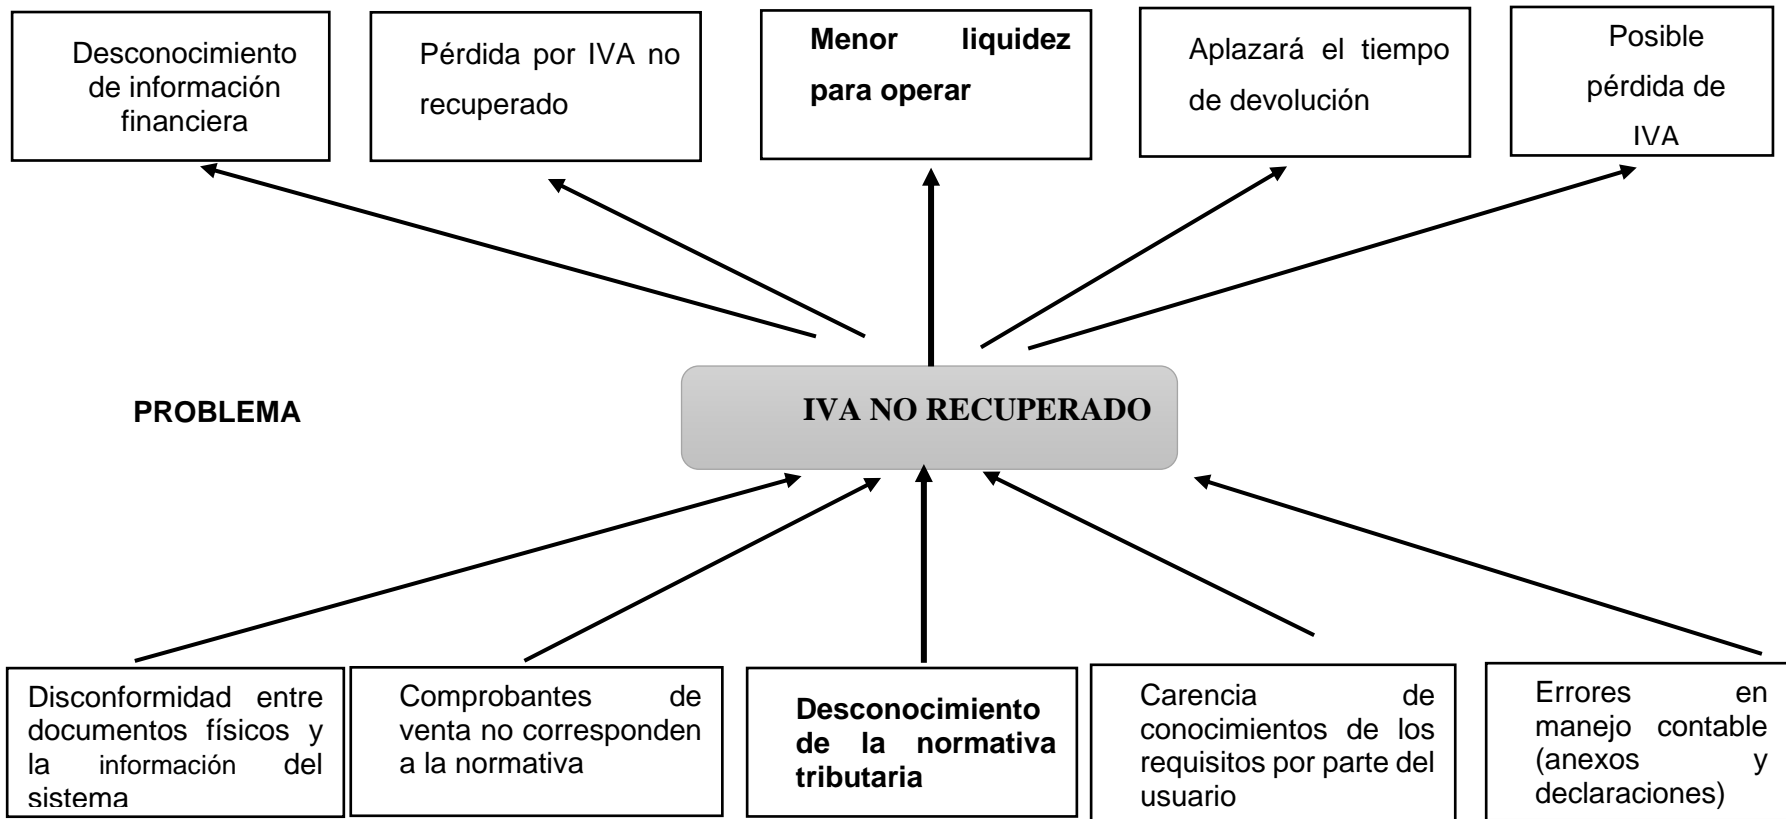 Desconocimiento
de información
financiera
Pérdida por IVA no
recuperado
Menor liquidez
para operar
Aplazará el tiempo
de devolución
Posible
pérdida de
IVA
PROBLEMA
IVA NO RECUPERADO
Disconformidad entre
documentos físicos y
la información del
sistema
Comprobantes de
venta no corresponden
a la normativa
Desconocimiento
de la normativa
tributaria
Carencia de
conocimientos de los
requisitos por parte del
usuario
Errores en
manejo contable
(anexos y
declaraciones)